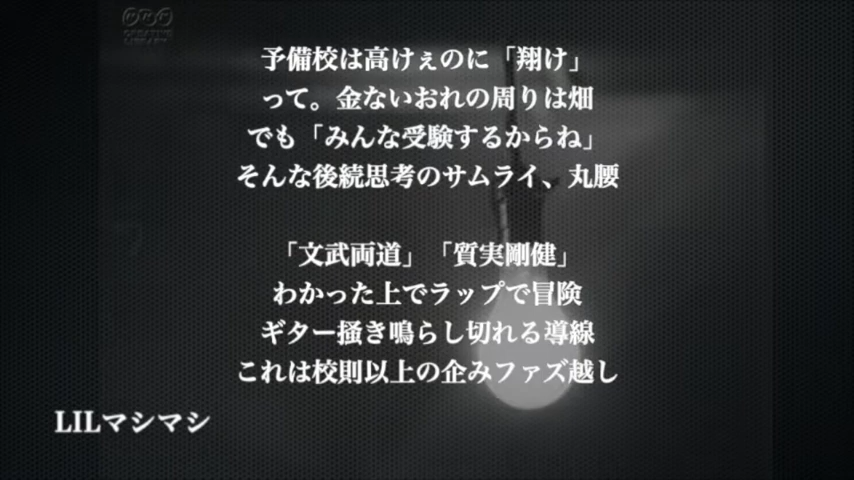 NHK
CREATIVE
LIBRARY
予備校は高けぇのに「翔け」
って。金ないおれの周りは畑
でも「みんな受験するからね」
そんな後続思考のサムライ、丸腰
「文武両道」「質実剛健」
わかった上でラップで冒険
ギター掻き鳴らし切れる導線
これは校則以上の企みファズ越し
LILマシマシ